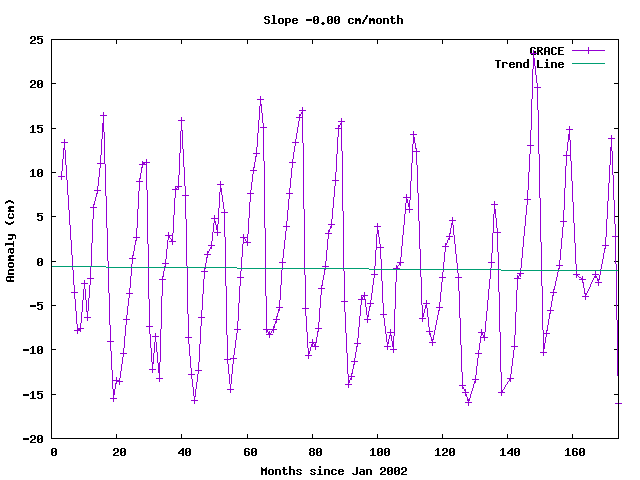 Slope -0.00 cm/month
25
20
15
10
5
0
-5
-10
-15
-20
Anomaly (cm)
GRACE
Trend Line
0 20 40 60 80 100 120 140 160
Months since Jan 2002